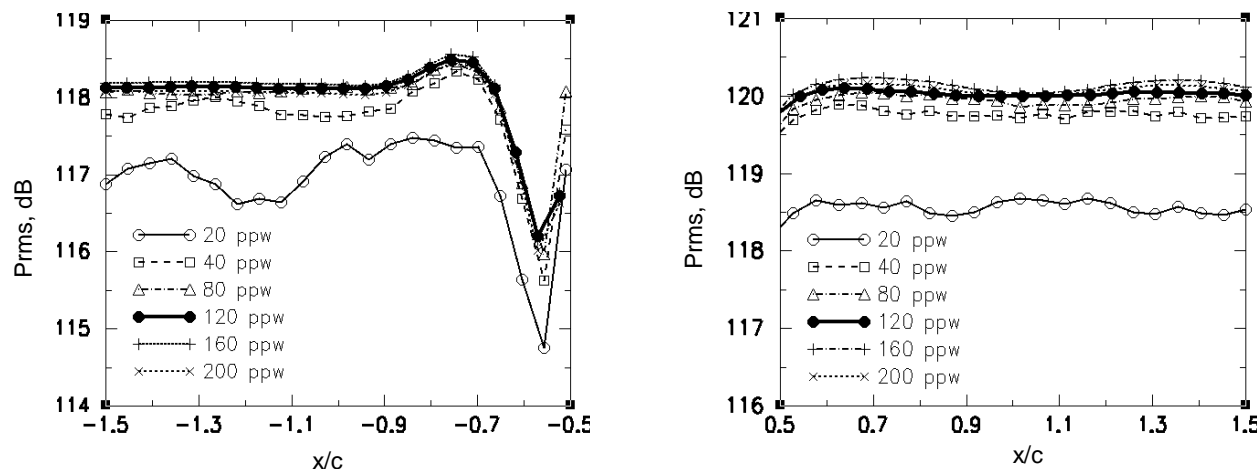 119
118
117
116
115
114
Prms, dB
20 ppw
40 ppw
80 ppw
120 ppw
160 ppw
200 ppw
-1.5 -1.3 -1.1 -0.9 -0.7 -0.5
x/c
121
120
119
118
117
116
Prms, dB
20 ppw
40 ppw
80 ppw
120 ppw
160 ppw
200 ppw
0.5 0.7 0.9 1.1 1.3 1.5
x/c